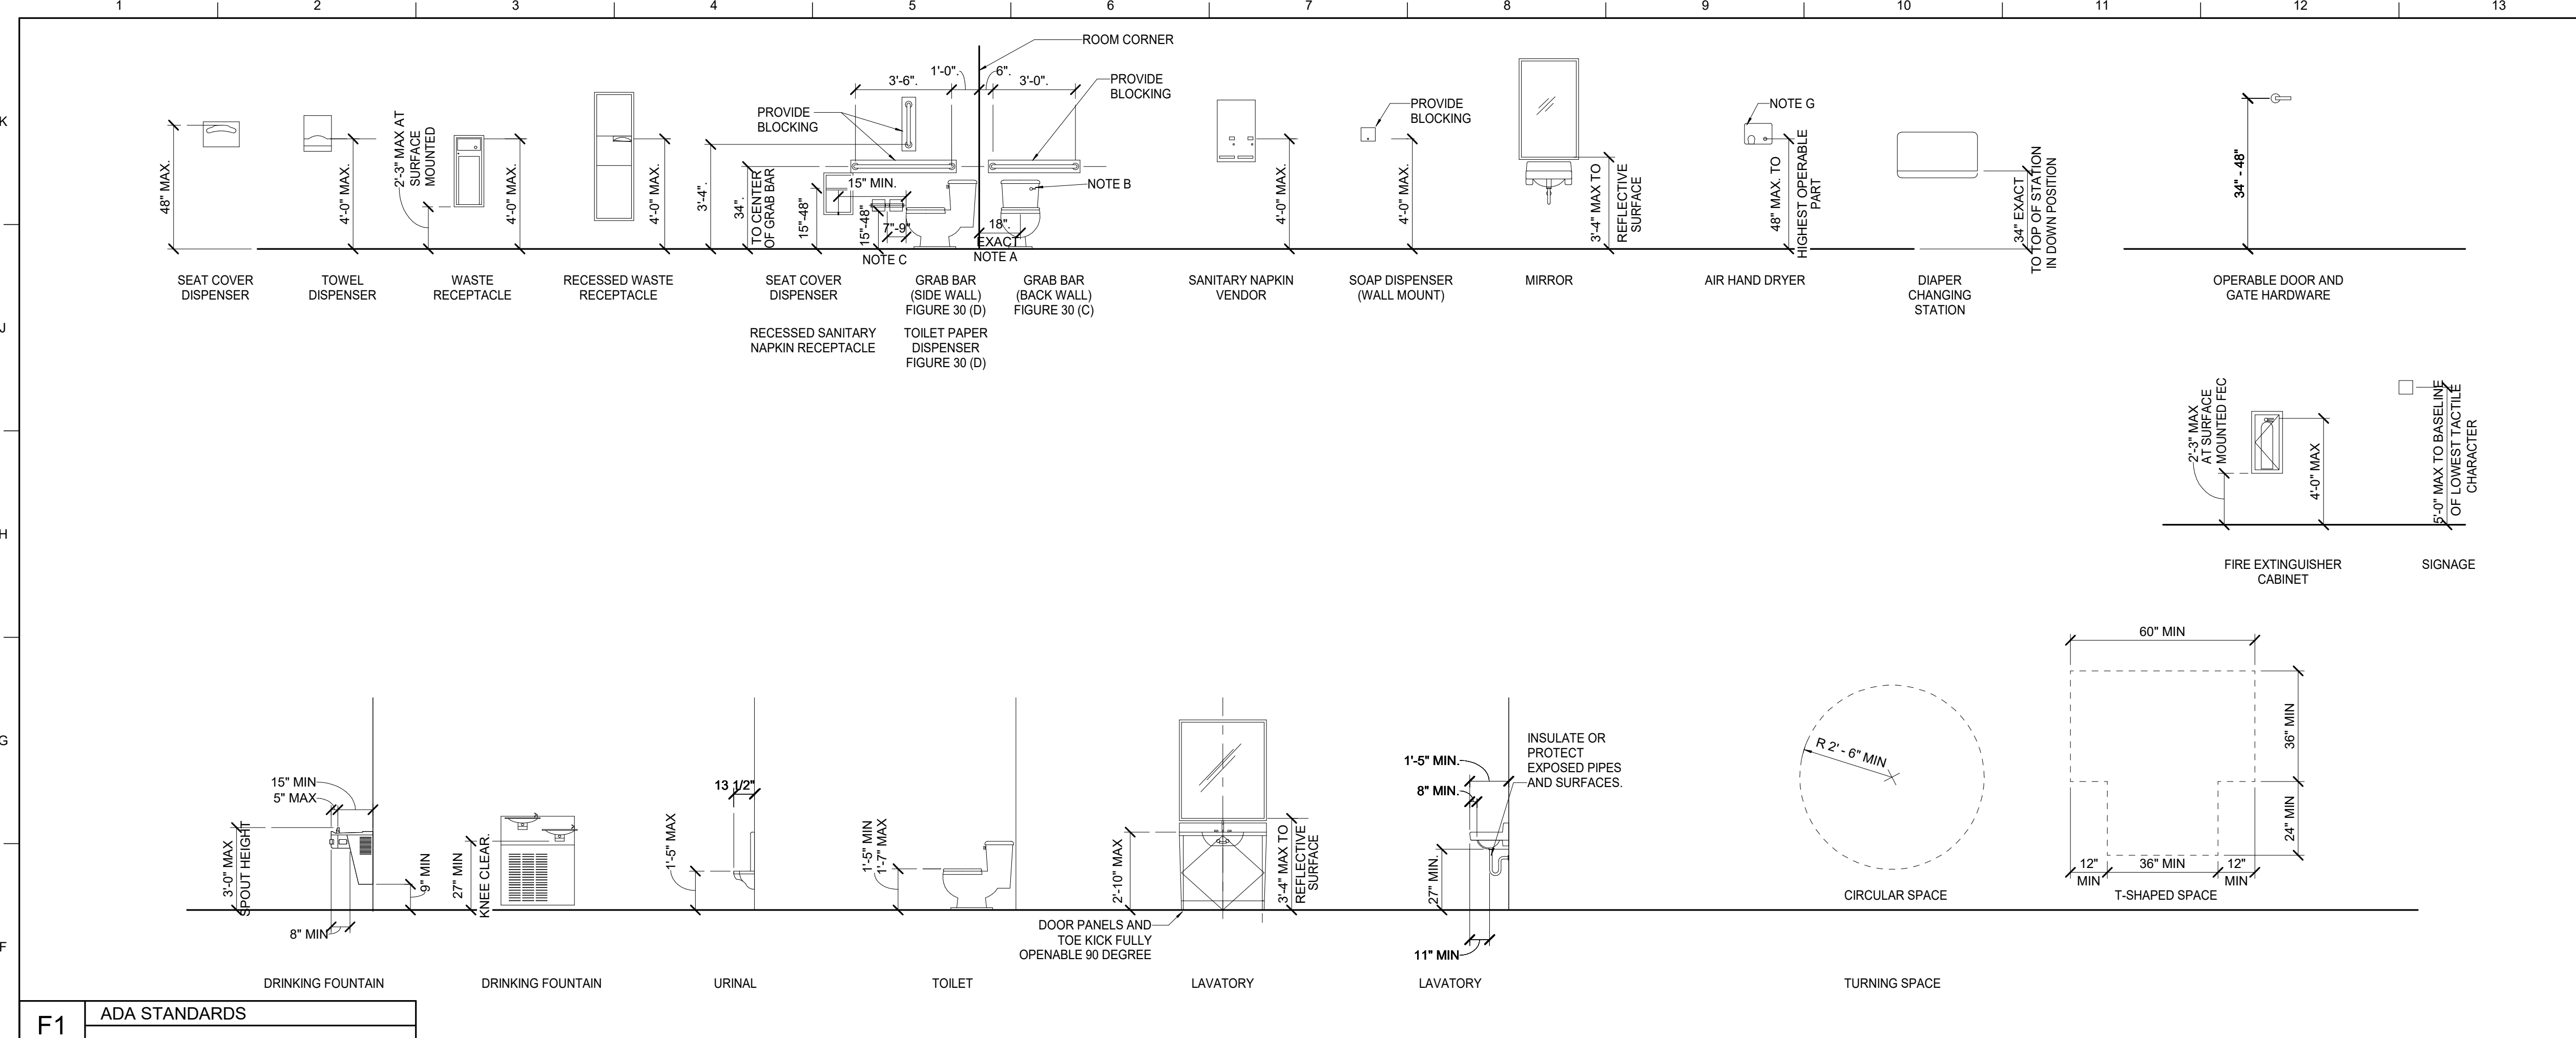 1 2 3 4 5 6 7 8 9 10 11 12 13
K
J
H
G
F
48" MAX.
SEAT COVER
DISPENSER
4'-0" MAX.
TOWEL
DISPENSER
2'-3" MAX AT
SURFACE
MOUNTED
4'-0" MAX.
WASTE
RECEPTACLE
4'-0" MAX.
RECESSED WASTE
RECEPTACLE
ROOM CORNER
3'-6".
1'-0".
6".
3'-0".
PROVIDE
BLOCKING
PROVIDE
BLOCKING
3'-4".
34".
TO CENTER
OF GRAB BAR
15"-48"
15" MIN.
15"-48"
7"-9"
18".
EXACT
NOTE B
NOTE C
NOTE A
SEAT COVER
DISPENSER
RECESSED SANITARY
NAPKIN RECEPTACLE
GRAB BAR
(SIDE WALL)
FIGURE 30 (D)
TOILET PAPER
DISPENSER
FIGURE 30 (D)
GRAB BAR
(BACK WALL)
FIGURE 30 (C)
4'-0" MAX.
SANITARY NAPKIN
VENDOR
PROVIDE
BLOCKING
4'-0" MAX.
SOAP DISPENSER
(WALL MOUNT)
3'-4" MAX TO
REFLECTIVE
SURFACE
MIRROR
NOTE G
48" MAX. TO
HIGHEST OPERABLE
PART
AIR HAND DRYER
34" EXACT
TO TOP OF STATION
IN DOWN POSITION
DIAPER
CHANGING
STATION
34" - 48"
OPERABLE DOOR AND
GATE HARDWARE
2'-3" MAX
AT SURFACE
MOUNTED FEC
4'-0" MAX
FIRE EXTINGUISHER
CABINET
5'-0" MAX TO BASELINE
OF LOWEST TACTILE
CHARACTER
SIGNAGE
15" MIN
5" MAX
3'-0" MAX
SPOUT HEIGHT
9" MIN
8" MIN
DRINKING FOUNTAIN
27" MIN
KNEE CLEAR.
DRINKING FOUNTAIN
13 1/2"
1'-5" MAX
URINAL
1'-5" MIN
1'-7" MAX
TOILET
2'-10" MAX
3'-4" MAX TO
REFLECTIVE
SURFACE
DOOR PANELS AND
TOE KICK FULLY
OPENABLE 90 DEGREE
LAVATORY
1'-5" MIN.
8" MIN.
INSULATE OR
PROTECT
EXPOSED PIPES
AND SURFACES.
27" MIN.
11" MIN
LAVATORY
R 2' - 6" MIN
CIRCULAR SPACE
60" MIN
36" MIN
24" MIN
12"
MIN
36" MIN
12"
MIN
T-SHAPED SPACE
TURNING SPACE
F1
ADA STANDARDS